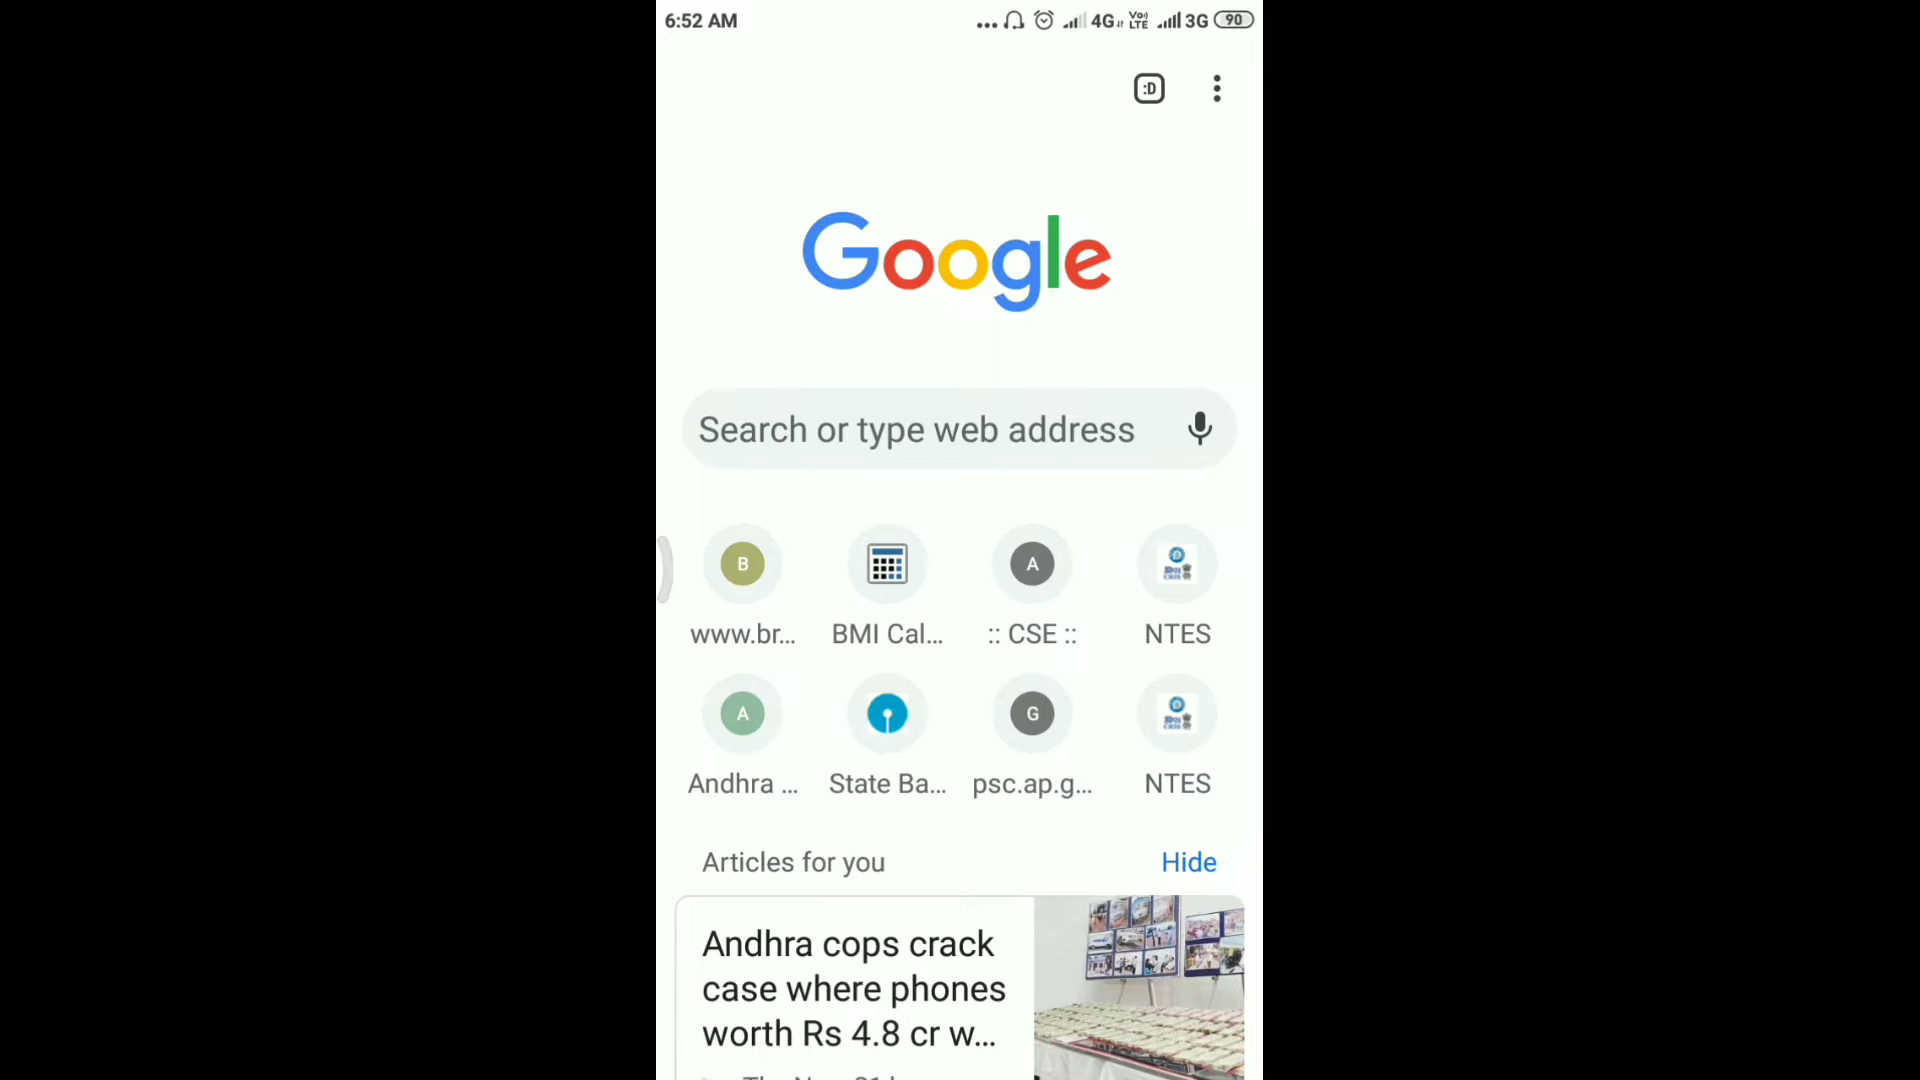 6:52 AM
4G
Vo)
LTE
3G
90
:D
Google
Search or type web address
B
A
www.br...
BMI Cal...
:: CSE ::
NTES
A
G
Andhra ...
State Ba...
psc.ap.g...
NTES
Articles for you
Hide
Andhra cops crack
case where phones
worth Rs 4.8 cr w...